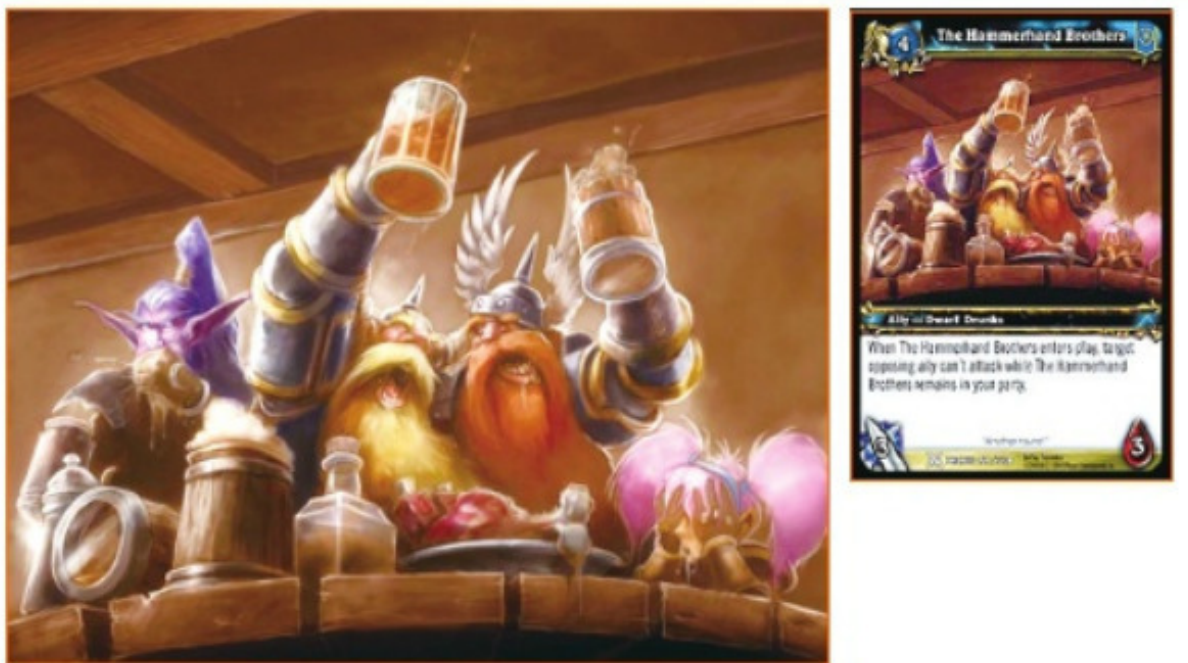 4
The Hammerhand Brothers
Ally — Dwarf Drunks
When The Hammerhand Brothers enters play, target
opposing ally can't attack while The Hammerhand
Brothers remains in your party.
"Another round!"
3